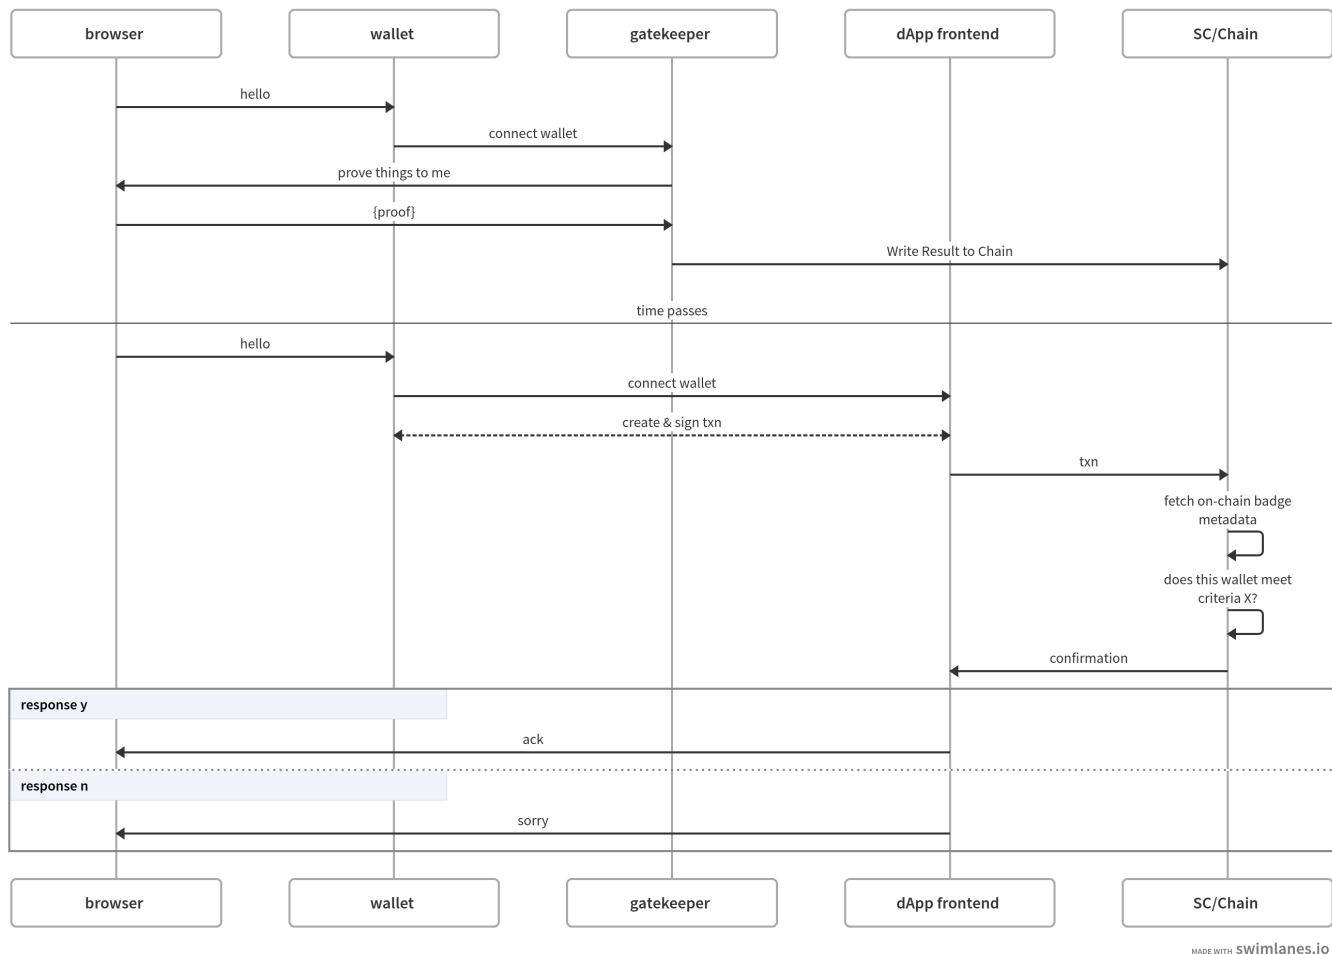 browser
wallet
gatekeeper
dApp frontend
SC/Chain
hello
connect wallet
prove things to me
{proof}
Write Result to Chain
time passes
hello
connect wallet
create & sign txn
txn
fetch on-chain badge
metadata
does this wallet meet
criteria X?
confirmation
response y
ack
response n
sorry
browser
wallet
gatekeeper
dApp frontend
SC/Chain
MADE WITH swimlanes.io